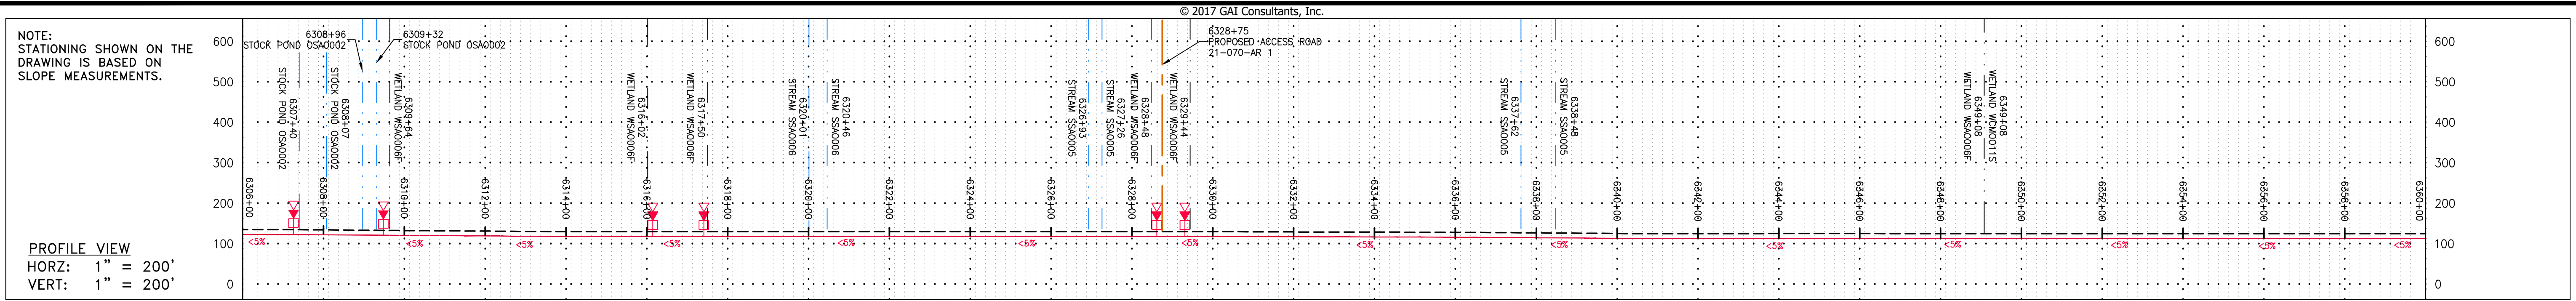 © 2017 GAI Consultants, Inc.
NOTE:
STATIONING SHOWN ON THE
DRAWING IS BASED ON
SLOPE MEASUREMENTS.
PROFILE VIEW
HORZ: 1" = 200'
VERT: 1" = 200'
600
500
400
300
200
100
0
6307+40
STOCK POND OSA0002
6308+07
STOCK POND OSA0002
6308+96
STOCK POND OSA0002
6309+32
STOCK POND OSA0002
6309+64
WETLAND WSA0006F
6316+02
WETLAND WSA0006F
6317+50
WETLAND WSA0006F
6320+01
STREAM SSA0006
6320+46
STREAM SSA0006
6326+93
STREAM SSA0005
6327+26
STREAM SSA0005
6328+48
WETLAND WSA0006F
6328+75
PROPOSED ACCESS ROAD
21-070-AR 1
6329+44
WETLAND WSA0006F
6337+62
STREAM SSA0005
6338+48
STREAM SSA0005
6349+08
WETLAND WSA0006F
6349+08
WETLAND WCM0011S
6306+00
6308+00
6310+00
6312+00
6314+00
6316+00
6318+00
6320+00
6322+00
6324+00
6326+00
6328+00
6330+00
6332+00
6334+00
6336+00
6338+00
6340+00
6342+00
6344+00
6346+00
6348+00
6350+00
6352+00
6354+00
6356+00
6358+00
6360+00
<5%
<5%
<5%
<5%
<5%
<5%
<5%
<5%
<5%
<5%
<5%
<5%
<5%
<5%
600
500
400
300
200
100
0